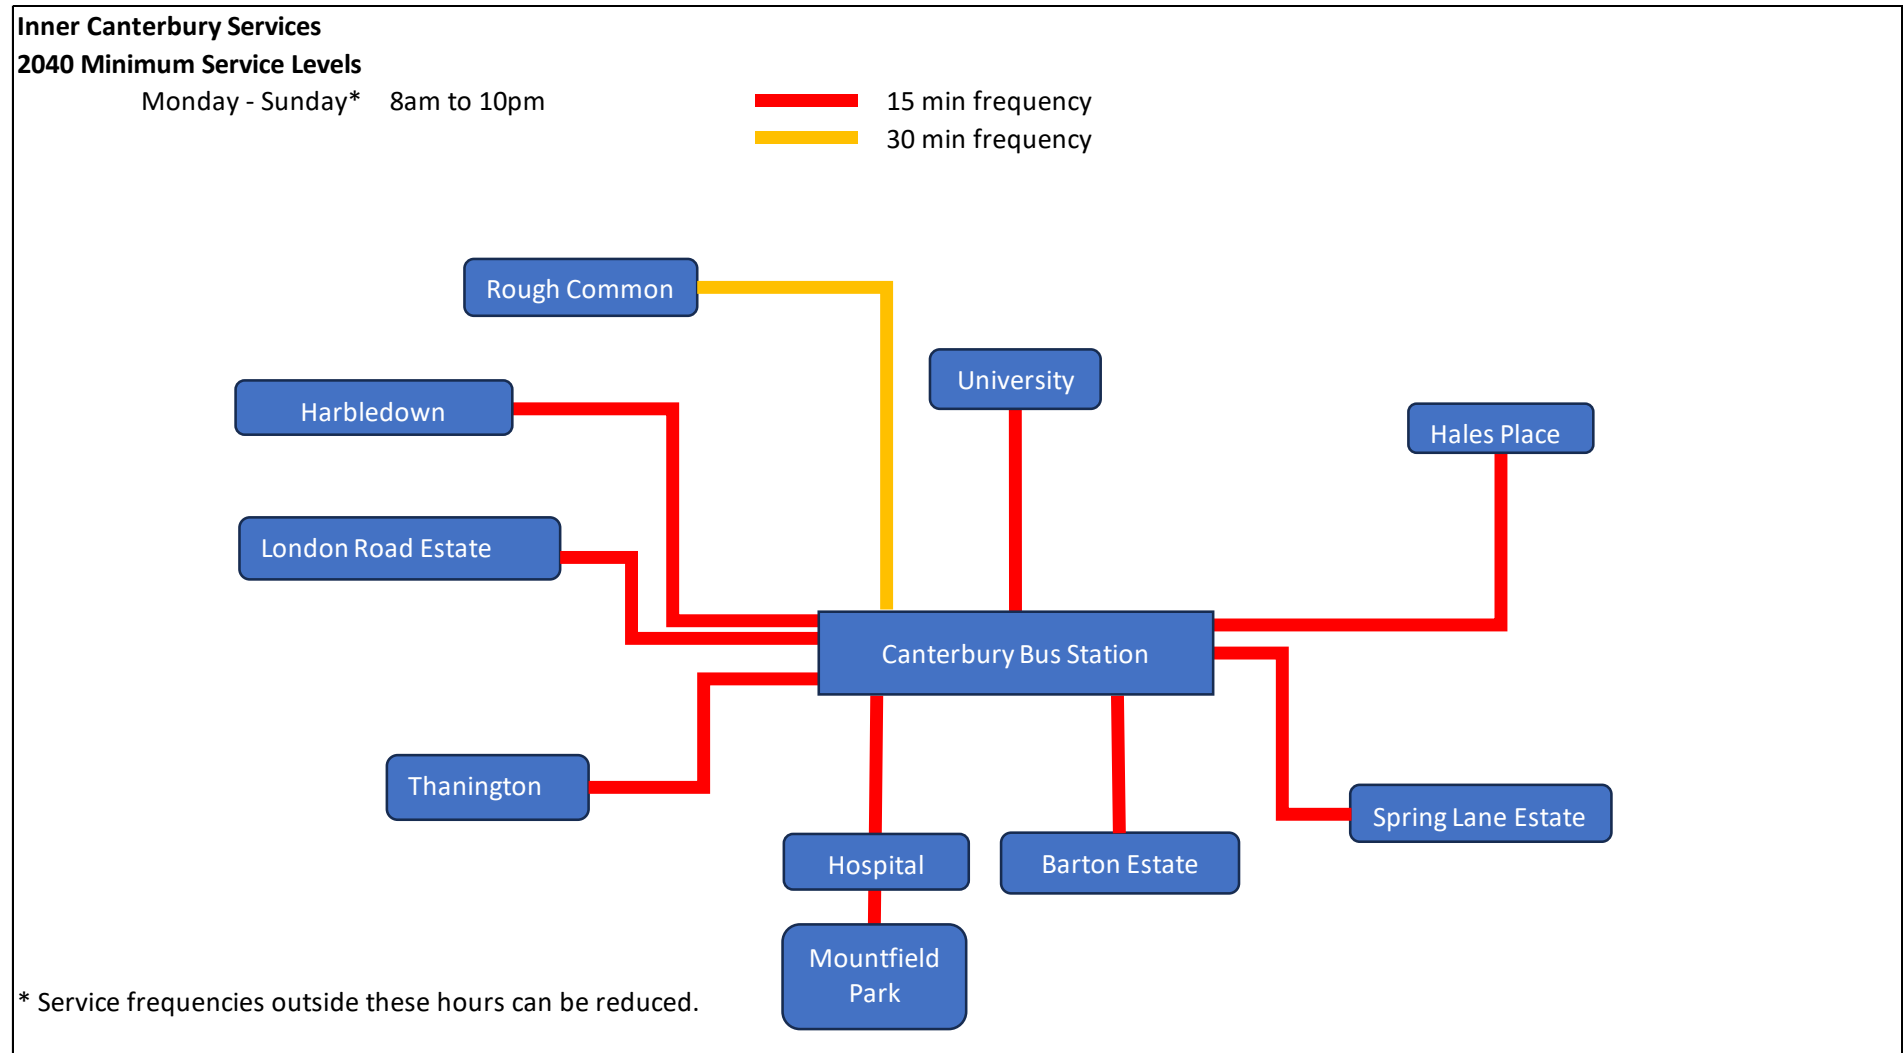 Inner Canterbury Services
2040 Minimum Service Levels
Monday - Sunday* 8am to 10pm
15 min frequency
30 min frequency
Rough Common
University
Harbledown
Hales Place
London Road Estate
Canterbury Bus Station
Thanington
Spring Lane Estate
Hospital
Barton Estate
Mountfield
Park
* Service frequencies outside these hours can be reduced.